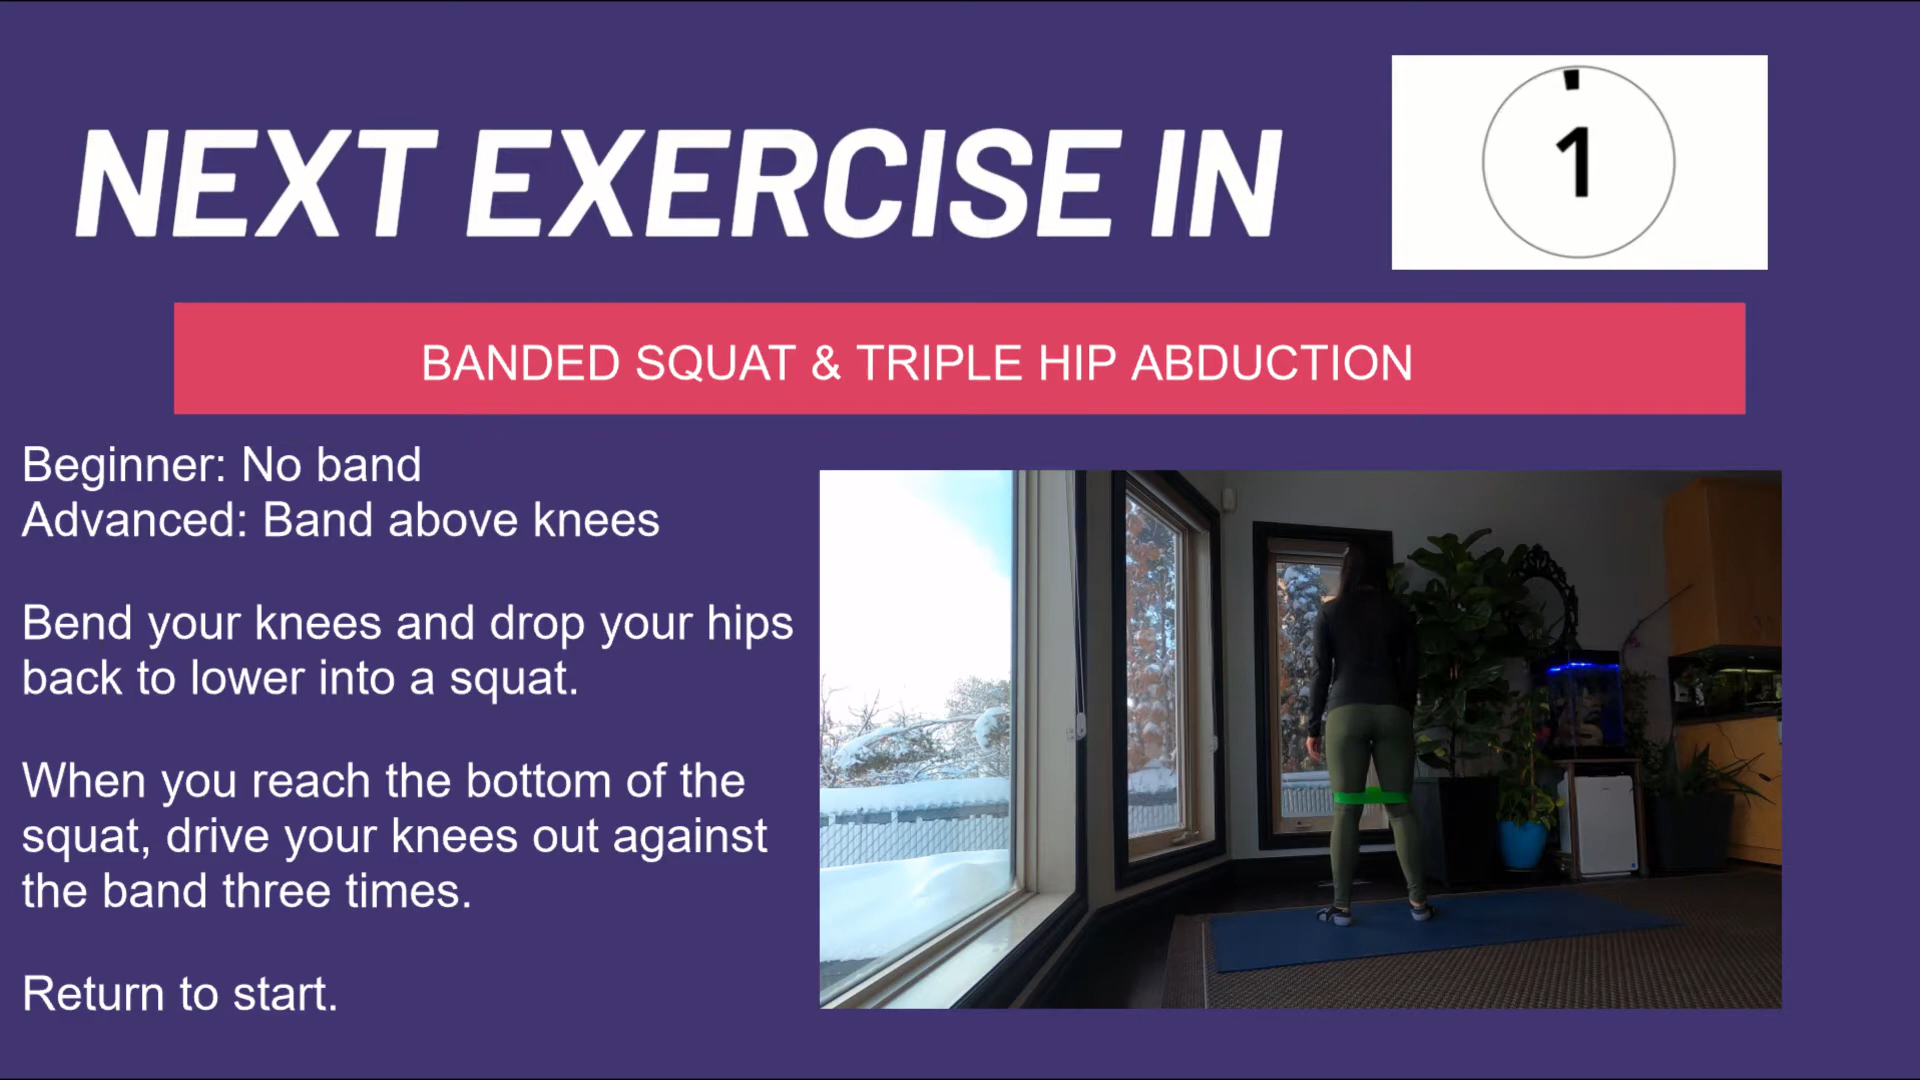 NEXT EXERCISE IN
1
BANDED SQUAT & TRIPLE HIP ABDUCTION
Beginner: No band
Advanced: Band above knees
Bend your knees and drop your hips
back to lower into a squat.
When you reach the bottom of the
squat, drive your knees out against
the band three times.
Return to start.